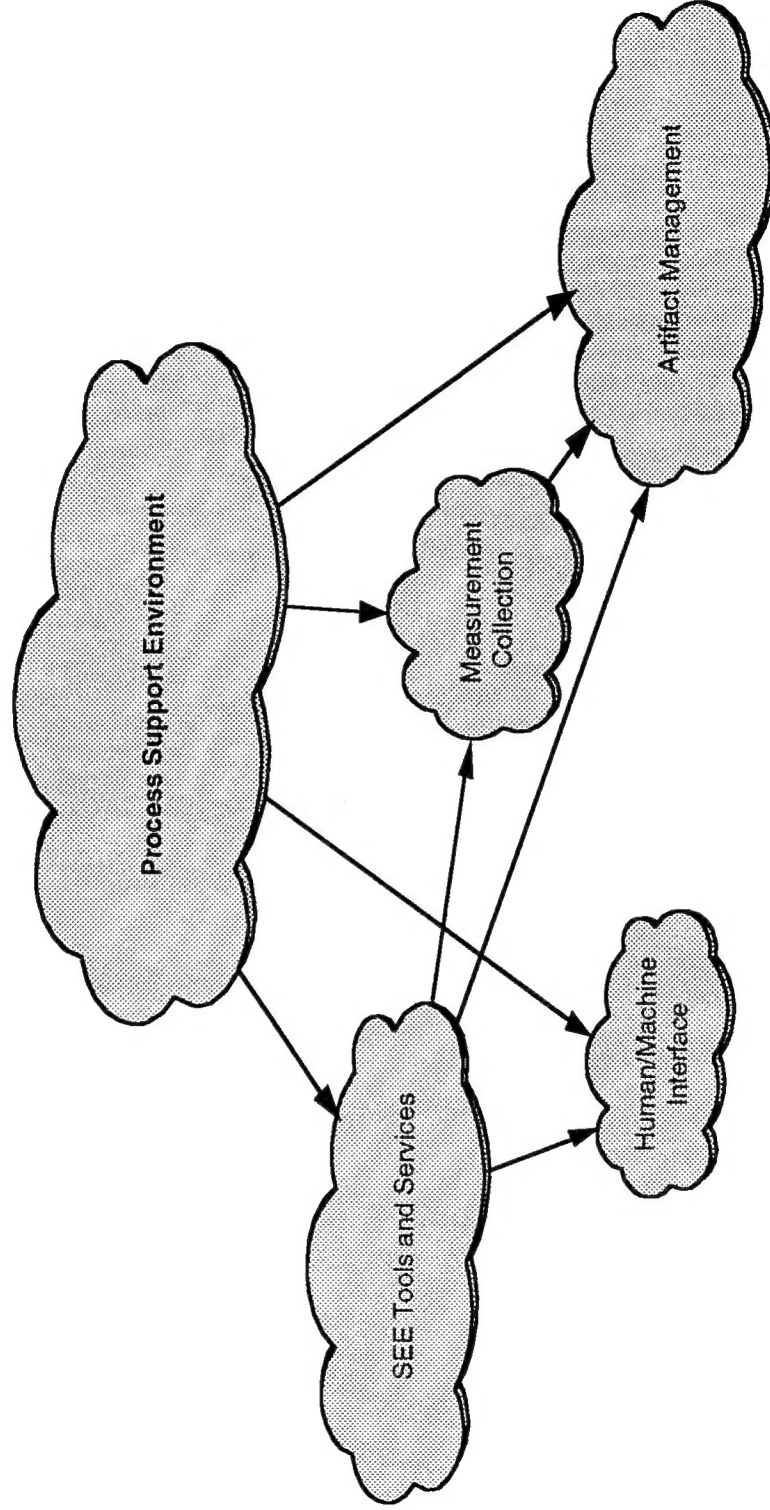 Process Support Environment
SEE Tools and Services
Measurement
Collection
Human/Machine
Interface
Artifact Management